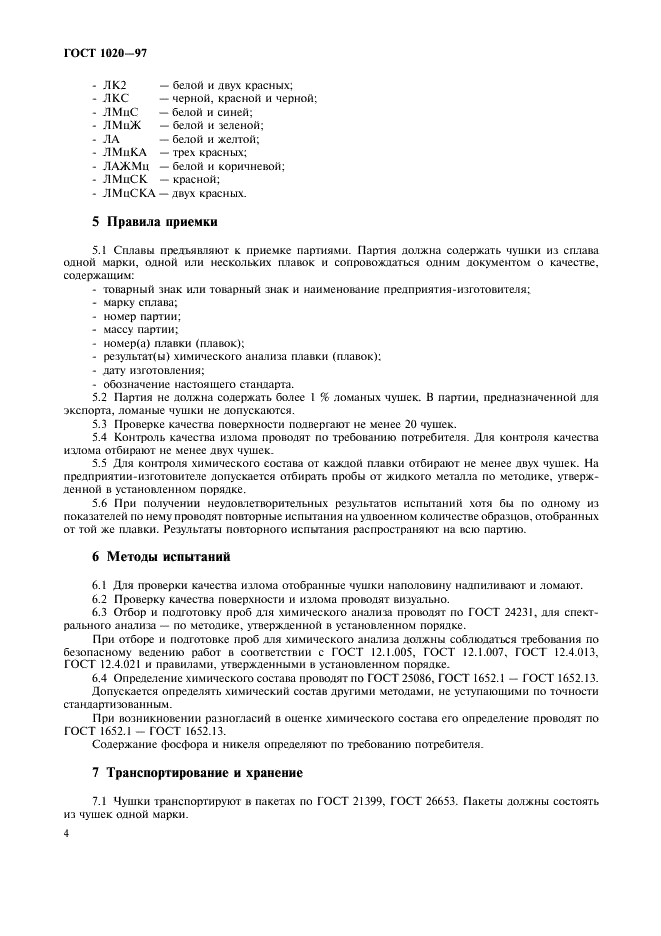 ГОСТ 1020—97
- ЛК2 — белой и двух красных;
- ЛКС — черной, красной и черной;
- ЛМцС — белой и синей;
- ЛМцЖ — белой и зеленой;
- ЛА — белой и желтой;
- ЛМцКА — трех красных;
- ЛАЖМц — белой и коричневой;
- ЛМцСК — красной;
- ЛМцСКА — двух красных.
5 Правила приемки
5.1 Сплавы предъявляют к приемке партиями. Партия должна содержать чушки из сплава
одной марки, одной или нескольких плавок и сопровождаться одним документом о качестве,
содержащим:
- товарный знак или товарный знак и наименование предприятия-изготовителя;
- марку сплава;
- номер партии;
- массу партии;
- номер(а) плавки (плавок);
- результат(ы) химического анализа плавки (плавок);
- дату изготовления;
- обозначение настоящего стандарта.
5.2 Партия не должна содержать более 1 % ломаных чушек. В партии, предназначенной для
экспорта, ломаные чушки не допускаются.
5.3 Проверке качества поверхности подвергают не менее 20 чушек.
5.4 Контроль качества излома проводят по требованию потребителя. Для контроля качества
излома отбирают не менее двух чушек.
5.5 Для контроля химического состава от каждой плавки отбирают не менее двух чушек. На
предприятии-изготовителе допускается отбирать пробы от жидкого металла по методике, утверж-
денной в установленном порядке.
5.6 При получении неудовлетворительных результатов испытаний хотя бы по одному из
показателей по нему проводят повторные испытания на удвоенном количестве образцов, отобранных
от той же плавки. Результаты повторного испытания распространяют на всю партию.
6 Методы испытаний
6.1 Для проверки качества излома отобранные чушки наполовину надпиливают и ломают.
6.2 Проверку качества поверхности и излома проводят визуально.
6.3 Отбор и подготовку проб для химического анализа проводят по ГОСТ 24231, для спект-
рального анализа — по методике, утвержденной в установленном порядке.
При отборе и подготовке проб для химического анализа должны соблюдаться требования по
безопасному ведению работ в соответствии с ГОСТ 12.1.005, ГОСТ 12.1.007, ГОСТ 12.4.013,
ГОСТ 12.4.021 и правилами, утвержденными в установленном порядке.
6.4 Определение химического состава проводят по ГОСТ 25086, ГОСТ 1652.1 — ГОСТ 1652.13.
Допускается определять химический состав другими методами, не уступающими по точности
стандартизованным.
При возникновении разногласий в оценке химического состава его определение проводят по
ГОСТ 1652.1 — ГОСТ 1652.13.
Содержание фосфора и никеля определяют по требованию потребителя.
7 Транспортирование и хранение
7.1 Чушки транспортируют в пакетах по ГОСТ 21399, ГОСТ 26653. Пакеты должны состоять
из чушек одной марки.
4